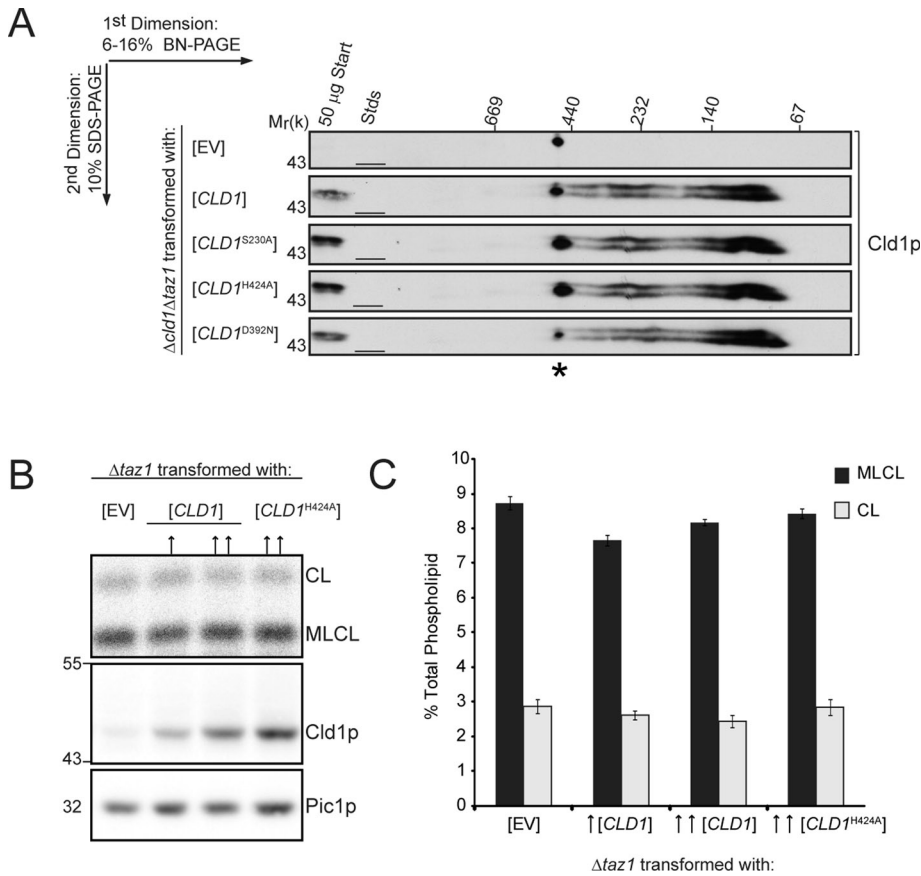 A
1st Dimension:
6-16% BN-PAGE
2nd Dimension:
10% SDS-PAGE
Mr(k)
50 µg Start
Stds
669
440
232
140
67
Δcld1Δtaz1 transformed with:
[EV]
43
[CLD1]
43
[CLD1S230A]
43
[CLD1H424A]
43
[CLD1D392N]
43
Cld1p
*
B
Δtaz1 transformed with:
[EV] [CLD1] [CLD1H424A]
↑ ↑↑ ↑↑
CL
MLCL
55
Cld1p
43
32
Pic1p
C
10
9
8
7
6
5
4
3
2
1
0
% Total Phospholipid
MLCL
CL
[EV] ↑[CLD1] ↑↑ [CLD1] ↑↑ [CLD1H424A]
Δtaz1 transformed with: